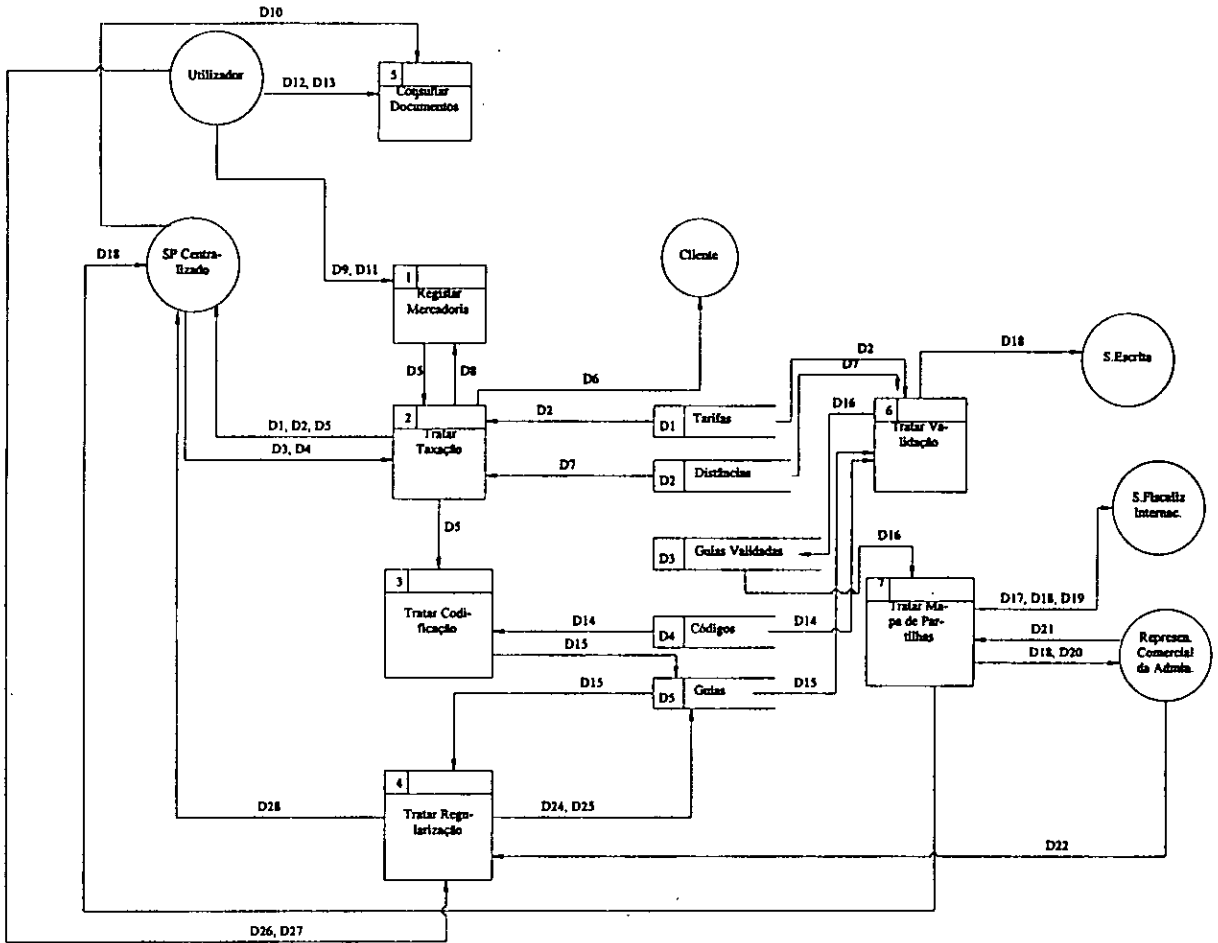 D10
Utilizador
D12, D13
5
Consultar
Documentos
SP Centra-
lizado
D18
D9, D11
1
Registar
Mercadoria
Cliente
D5
D8
D6
D2
D7
D18
S.Escrita
D1, D2, D5
D3, D4
2
Tratar
Taxação
D2
D1
Tarifas
D16
6
Tratar Va-
lidação
D7
D2
Distâncias
S.Fiscaliz
Internac.
D5
D3
Guias Validadas
D16
3
Tratar Codi-
ficação
D14
D4
Códigos
D14
7
Tratar Ma-
pa de Par-
tilhas
D17, D18, D19
D21
D18, D20
Represen.
Comercial
da Admin.
D15
D15
D5
Guias
D15
4
Tratar Regu-
larização
D28
D24, D25
D22
D26, D27